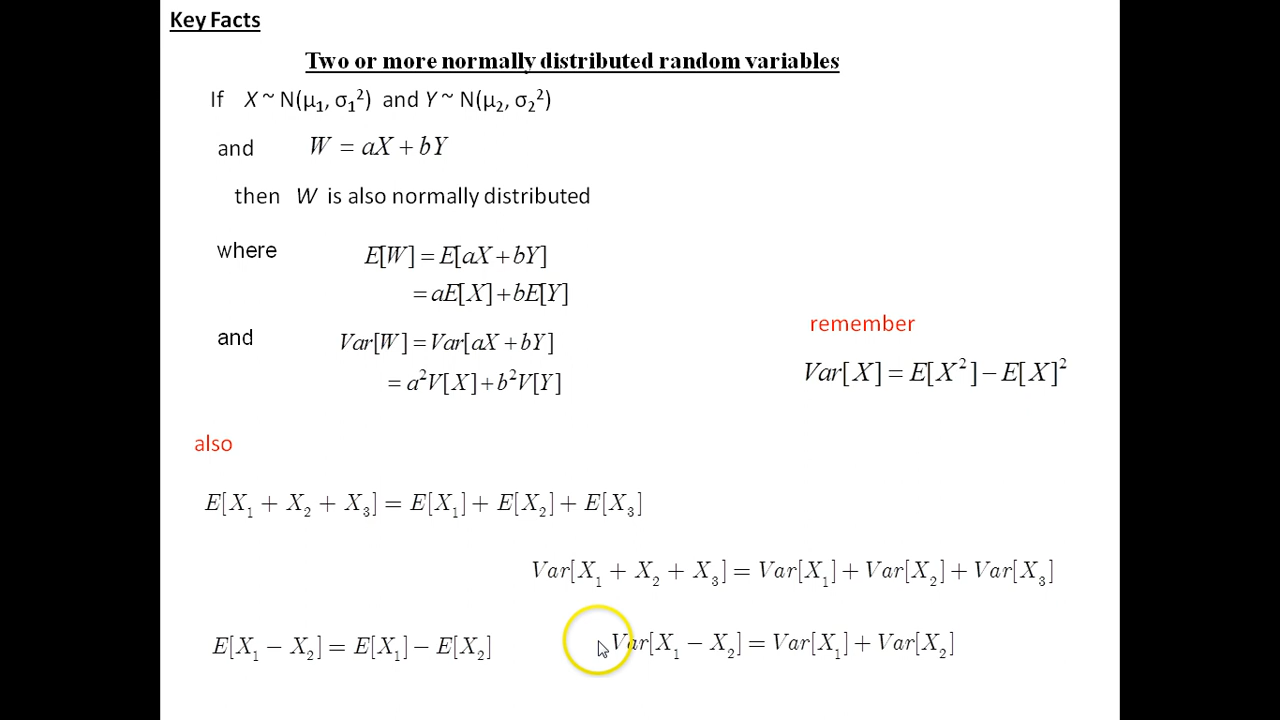 Key Facts
Two or more normally distributed random variables
If X ~ N(μ₁, σ₁²) and Y ~ N(μ₂, σ₂²)
and W = aX + bY
then W is also normally distributed
where E[W] = E[aX + bY]
= aE[X] + bE[Y]
remember
and Var[W] = Var[aX + bY]
Var[X] = E[X²] − E[X]²
= a²V[X] + b²V[Y]
also
E[X₁ + X₂ + X₃] = E[X₁] + E[X₂] + E[X₃]
Var[X₁ + X₂ + X₃] = Var[X₁] + Var[X₂] + Var[X₃]
E[X₁ − X₂] = E[X₁] − E[X₂] Var[X₁ − X₂] = Var[X₁] + Var[X₂]